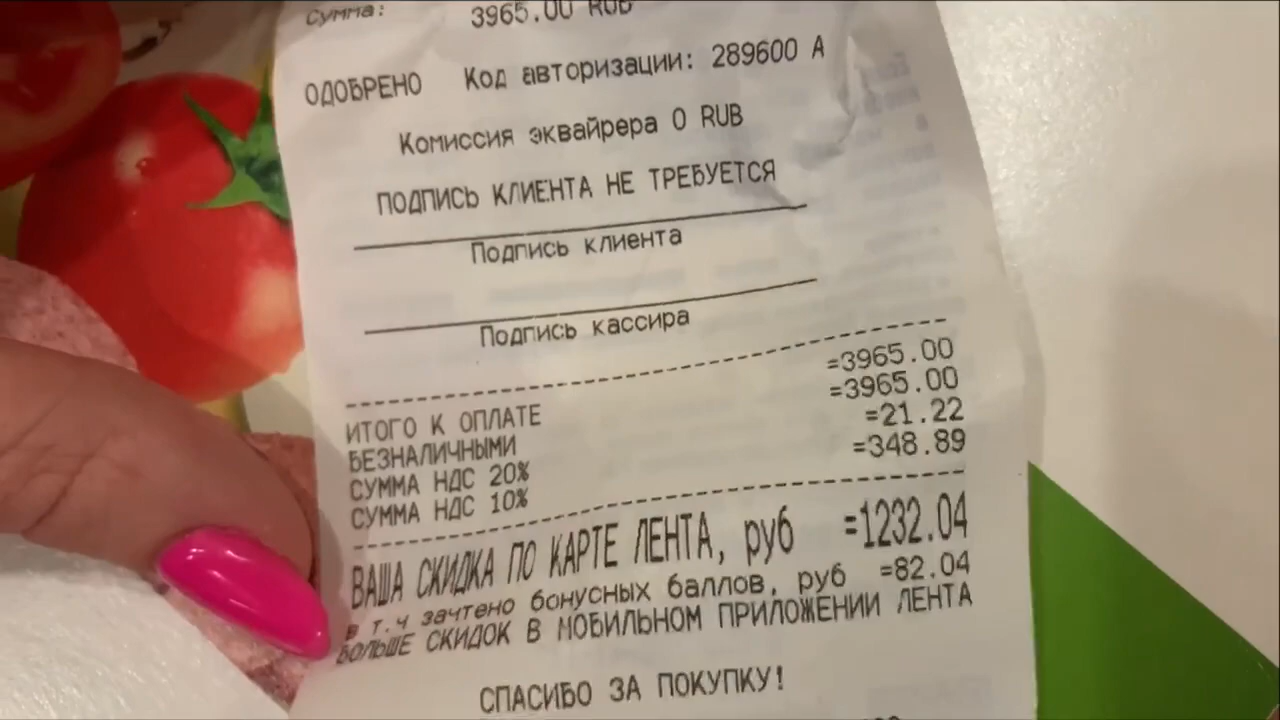 Сумма: 3965.00 RUB
ОДОБРЕНО Код авторизации: 289600 А
Комиссия эквайрера 0 RUB
ПОДПИСЬ КЛИЕНТА НЕ ТРЕБУЕТСЯ
Подпись клиента
Подпись кассира
ИТОГО К ОПЛАТЕ =3965.00
БЕЗНАЛИЧНЫМИ =3965.00
СУММА НДС 20% =21.22
СУММА НДС 10% =348.89
ВАША СКИДКА ПО КАРТЕ ЛЕНТА, руб =1232.04
в т.ч зачтено бонусных баллов, руб =82.04
БОЛЬШЕ СКИДОК В МОБИЛЬНОМ ПРИЛОЖЕНИИ ЛЕНТА
СПАСИБО ЗА ПОКУПКУ!